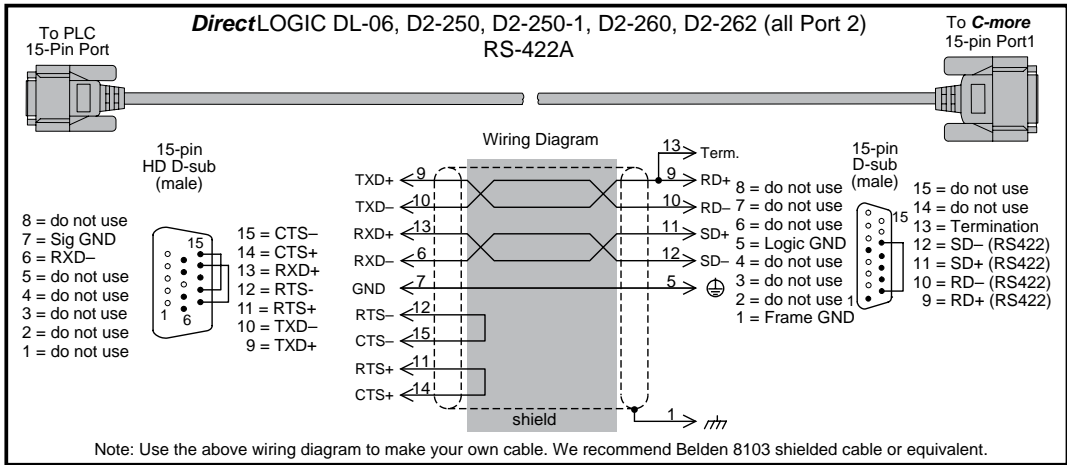 DirectLOGIC DL-06, D2-250, D2-250-1, D2-260, D2-262 (all Port 2)
RS-422A
To PLC
15-Pin Port
To C-more
15-pin Port1
Wiring Diagram
15-pin
HD D-sub
(male)
8 = do not use
7 = Sig GND
6 = RXD–
5 = do not use
4 = do not use
3 = do not use
2 = do not use
1 = do not use
15
1
6
15 = CTS–
14 = CTS+
13 = RXD+
12 = RTS-
11 = RTS+
10 = TXD–
9 = TXD+
13 Term.
TXD+ 9 9 RD+
TXD– 10 10 RD–
RXD+ 13 11 SD+
RXD– 6 12 SD–
GND 7 5
RTS– 12
CTS– 15
RTS+ 11
CTS+ 14
shield
1
8 = do not use
7 = do not use
6 = do not use
5 = Logic GND
4 = do not use
3 = do not use
2 = do not use
1 = Frame GND
15-pin
D-sub
(male)
15
1
15 = do not use
14 = do not use
13 = Termination
12 = SD– (RS422)
11 = SD+ (RS422)
10 = RD– (RS422)
9 = RD+ (RS422)
Note: Use the above wiring diagram to make your own cable. We recommend Belden 8103 shielded cable or equivalent.